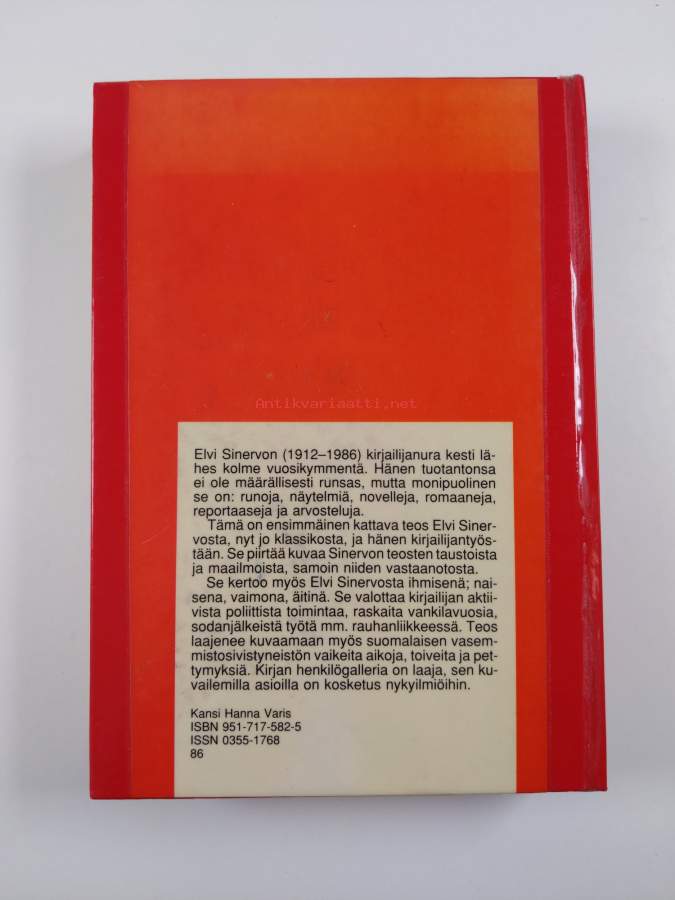 Antikvariaatti.net
Elvi Sinervon (1912–1986) kirjailijanura kesti lä-
hes kolme vuosikymmentä. Hänen tuotantonsa
ei ole määrällisesti runsas, mutta monipuolinen
se on: runoja, näytelmiä, novelleja, romaaneja,
reportaaseja ja arvosteluja.
Tämä on ensimmäinen kattava teos Elvi Siner-
vosta, nyt jo klassikosta, ja hänen kirjailijantyös-
tään. Se piirtää kuvaa Sinervon teosten taustoista
ja maailmoista, samoin niiden vastaanotosta.
Se kertoo myös Elvi Sinervosta ihmisenä; nai-
sena, vaimona, äitinä. Se valottaa kirjailijan aktii-
vista poliittista toimintaa, raskaita vankilavuosia,
sodanjälkeistä työtä mm. rauhanliikkeessä. Teos
laajenee kuvaamaan myös suomalaisen vasem-
mistosivistyneistön vaikeita aikoja, toiveita ja pet-
tymyksiä. Kirjan henkilögalleria on laaja, sen ku-
vailemilla asioilla on kosketus nykyilmiöihin.
Kansi Hanna Varis
ISBN 951-717-582-5
ISSN 0355-1768
86